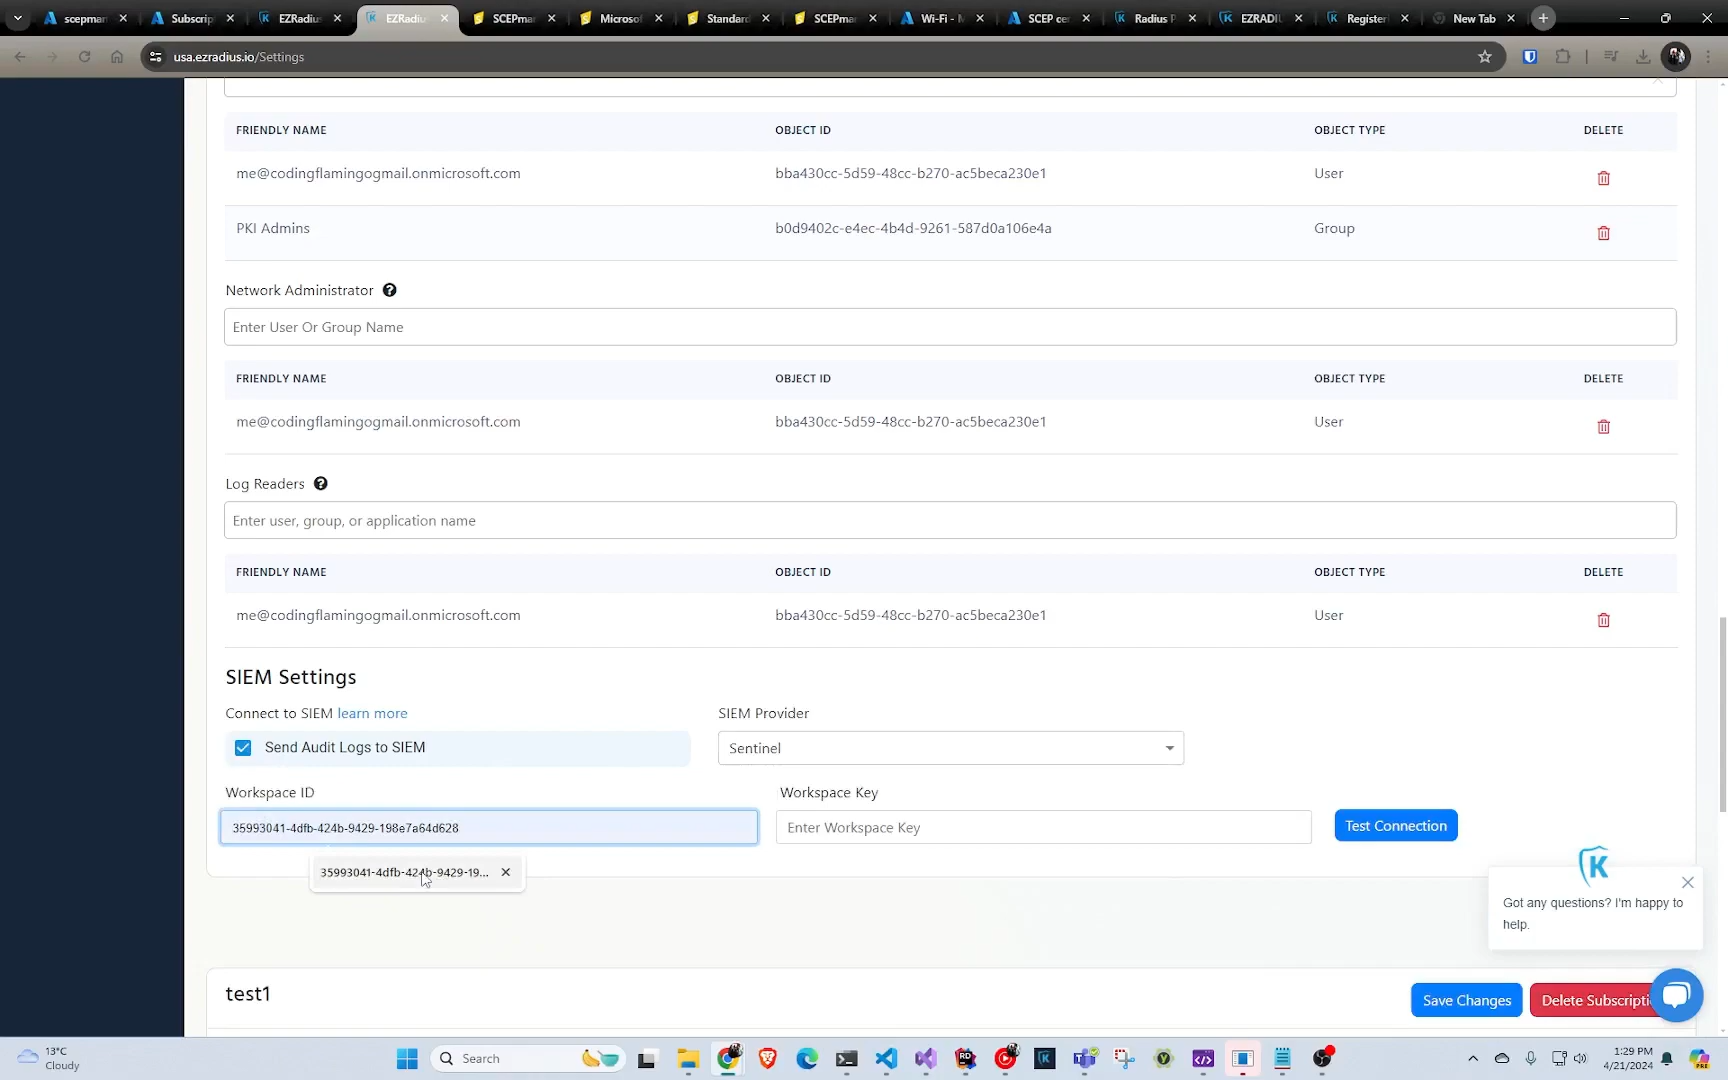 scepman
Subscrip
EZRadiu
EZRadiu
SCEPma
Microso
Standard
SCEPma
Wi-Fi - M
SCEP ce
Radius P
EZRADIU
Register
New Tab
usa.ezradius.io/Settings
FRIENDLY NAME OBJECT ID OBJECT TYPE DELETE
me@codingflamingogmail.onmicrosoft.com bba430cc-5d59-48cc-b270-ac5beca230e1 User
PKI Admins b0d9402c-e4ec-4b4d-9261-587d0a106e4a Group
Network Administrator
Enter User Or Group Name
FRIENDLY NAME OBJECT ID OBJECT TYPE DELETE
me@codingflamingogmail.onmicrosoft.com bba430cc-5d59-48cc-b270-ac5beca230e1 User
Log Readers
Enter user, group, or application name
FRIENDLY NAME OBJECT ID OBJECT TYPE DELETE
me@codingflamingogmail.onmicrosoft.com bba430cc-5d59-48cc-b270-ac5beca230e1 User
SIEM Settings
Connect to SIEM learn more SIEM Provider
Send Audit Logs to SIEM Sentinel
Workspace ID Workspace Key
35993041-4dfb-424b-9429-198e7a64d628 Enter Workspace Key Test Connection
35993041-4dfb-424b-9429-19...
Got any questions? I'm happy to
help.
test1 Save Changes Delete Subscripti
13°C
Cloudy
Search
1:29 PM
4/21/2024